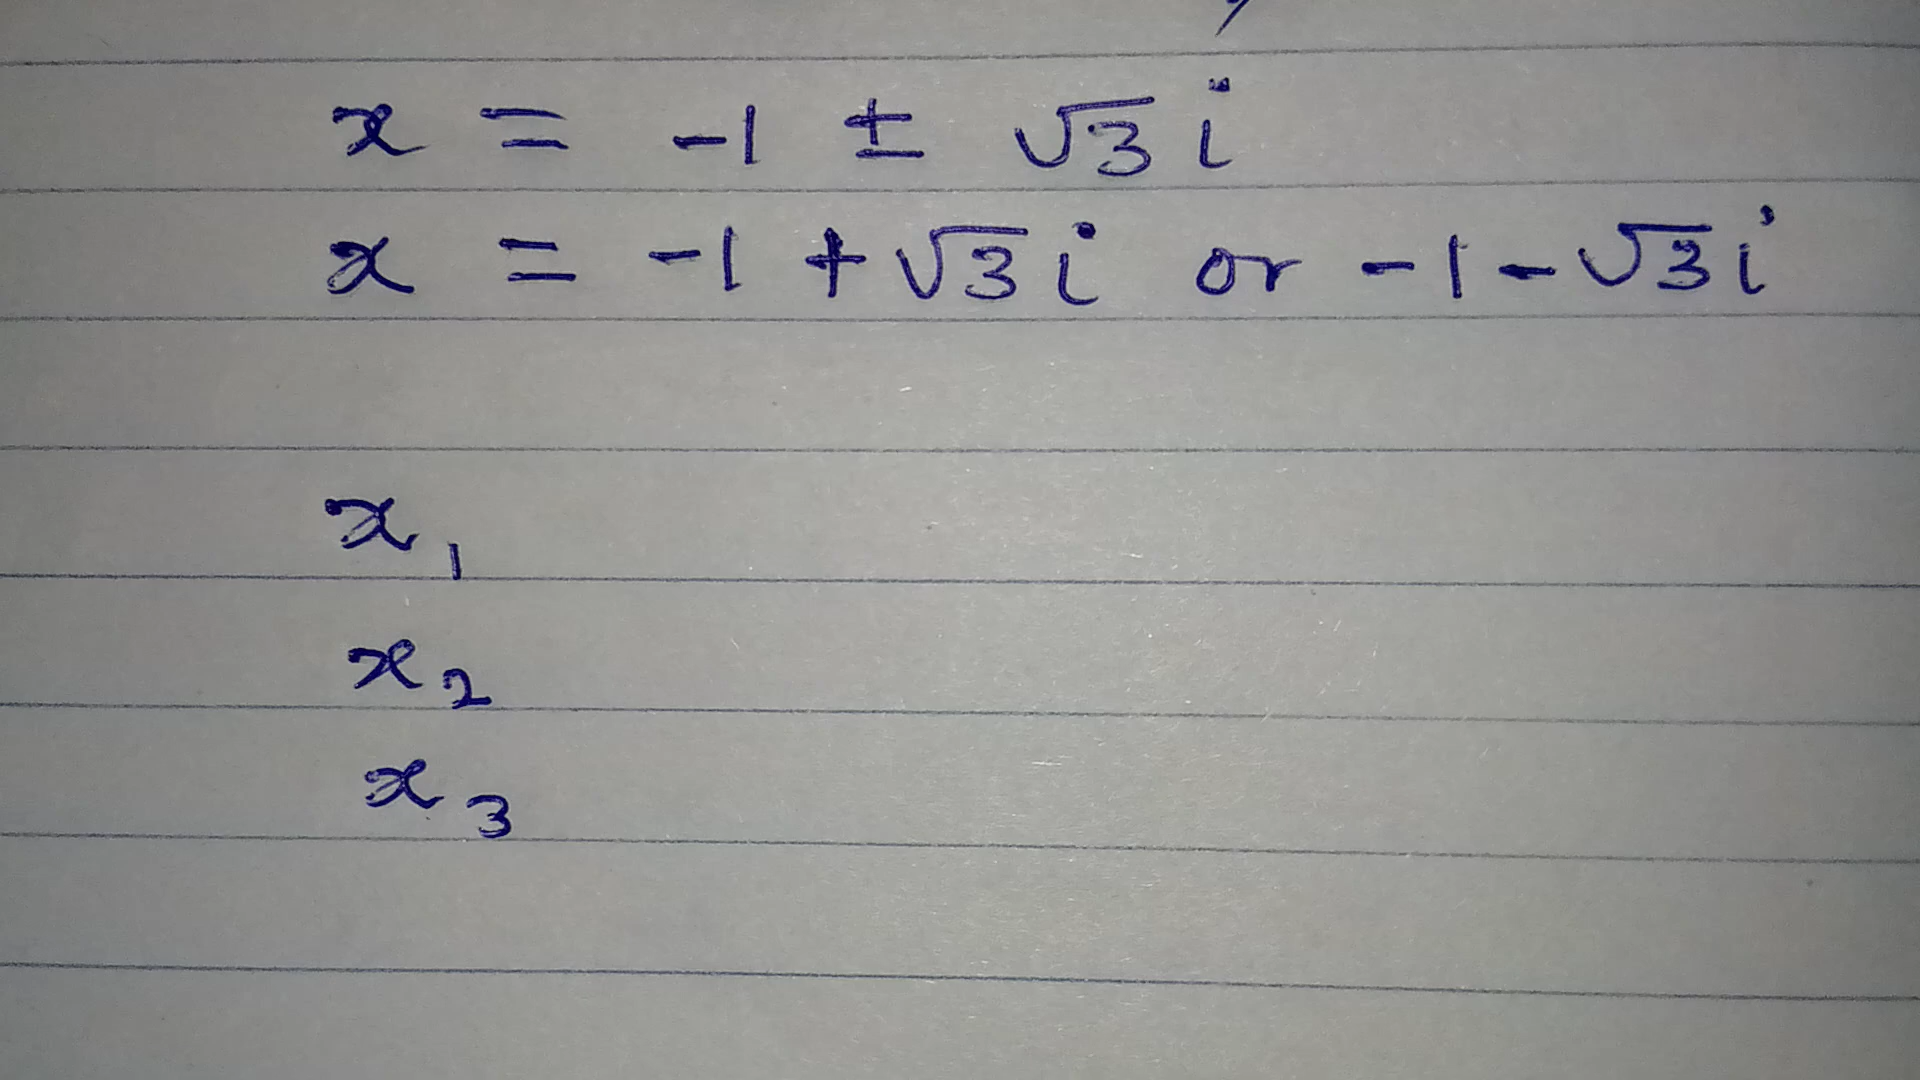 x = -1 ± √3 i
x = -1 + √3 i or -1 - √3 i
x₁
x₂
x₃